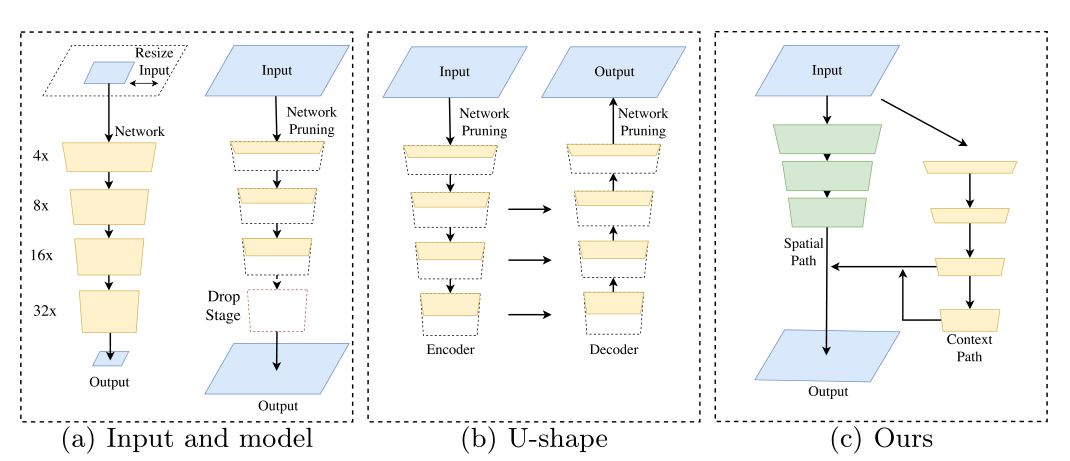 Resize
Input
Network
4x
8x
16x
32x
Output
Input
Network
Pruning
Drop
Stage
Output
(a) Input and model
Input
Network
Pruning
Encoder
Output
Network
Pruning
Decoder
(b) U-shape
Input
Spatial
Path
Context
Path
Output
(c) Ours